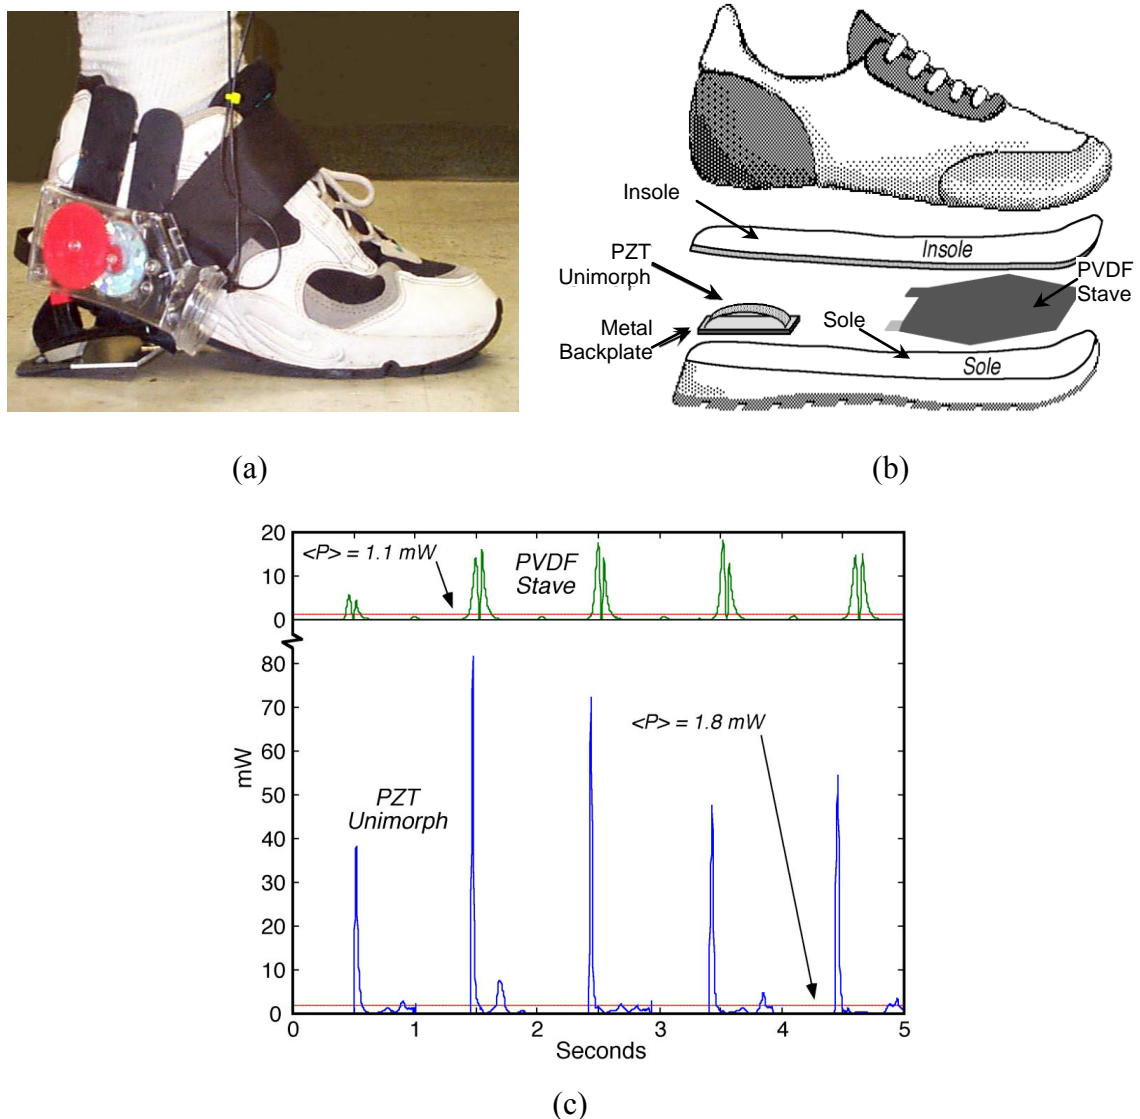 Insole
PZT
Unimorph
Metal
Backplate
Insole
PVDF
Stave
Sole
Sole
(a)
(b)
20
10
0
<P> = 1.1 mW
PVDF
Stave
80
70
60
50
40
30
20
10
0
mW
<P> = 1.8 mW
PZT
Unimorph
0 1 2 3 4 5
Seconds
(c)